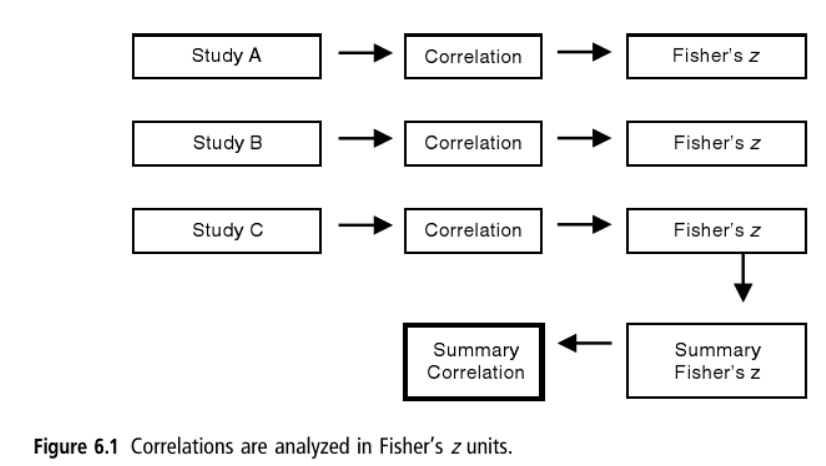 Study A Correlation Fisher's z
Study B Correlation Fisher's z
Study C Correlation Fisher's z
Summary Summary
Correlation Fisher's z
Figure 6.1 Correlations are analyzed in Fisher's z units.